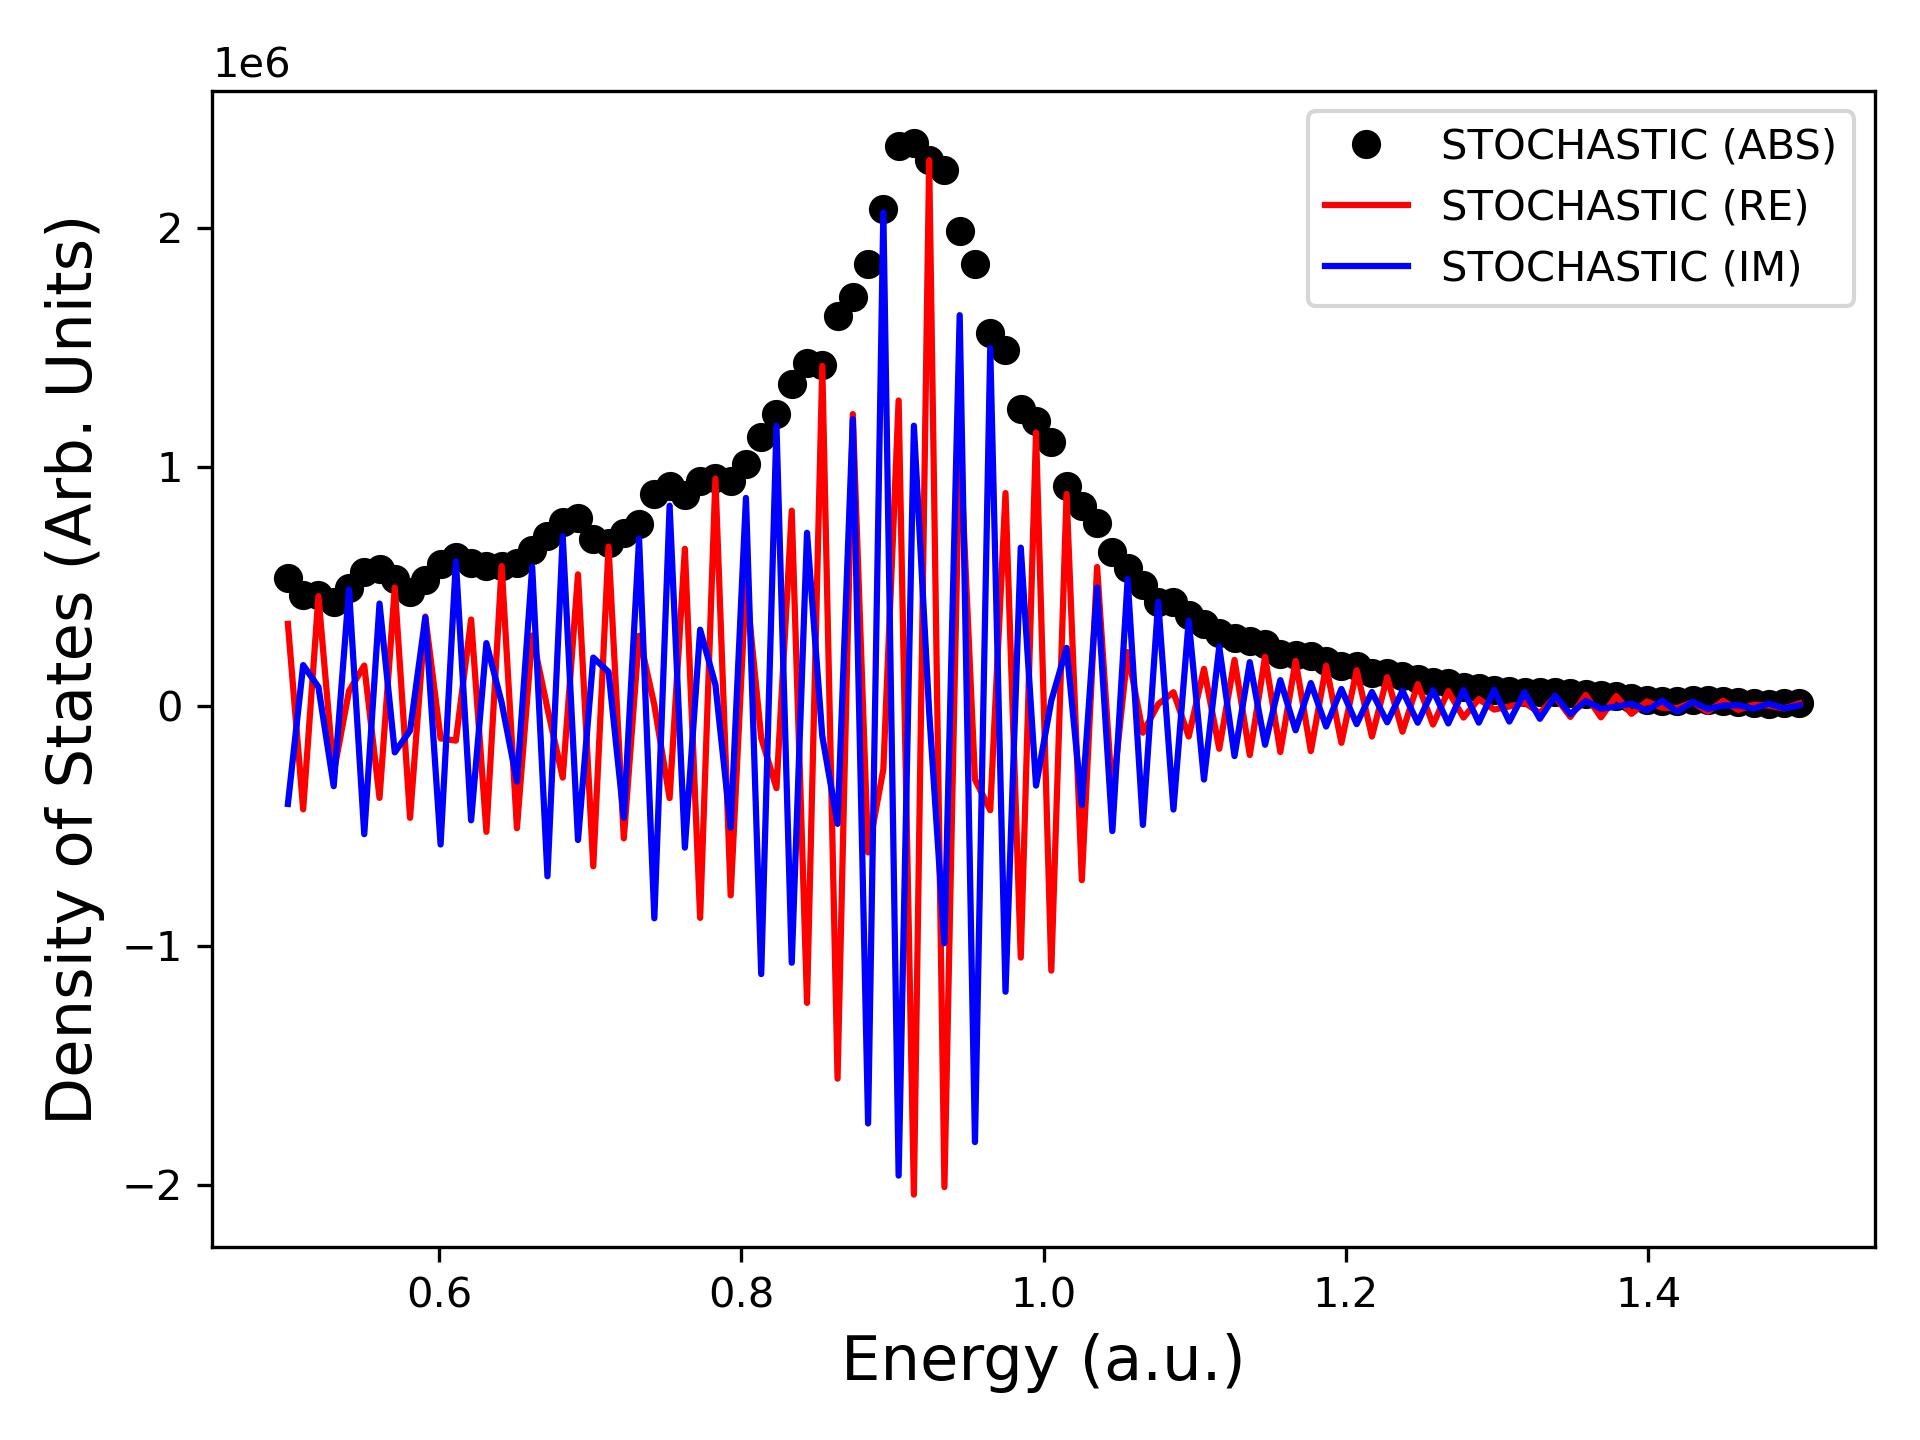 1e6
STOCHASTIC (ABS)
STOCHASTIC (RE)
STOCHASTIC (IM)
Density of States (Arb. Units)
2
1
0
−1
−2
0.6 0.8 1.0 1.2 1.4
Energy (a.u.)